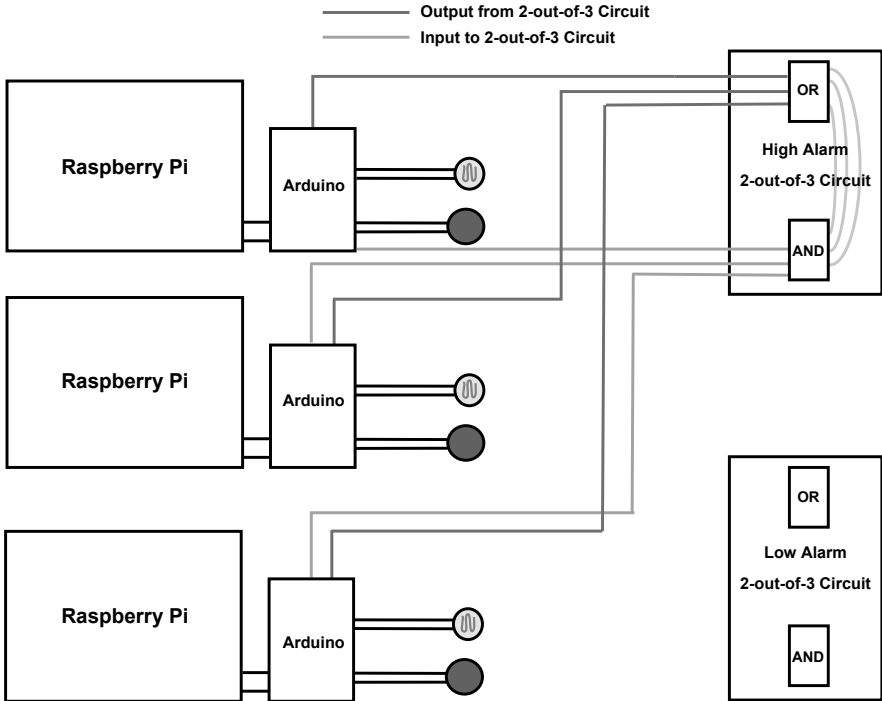 Output from 2-out-of-3 Circuit
Input to 2-out-of-3 Circuit
Raspberry Pi
Arduino
OR
High Alarm
2-out-of-3 Circuit
AND
Raspberry Pi
Arduino
Raspberry Pi
Arduino
OR
Low Alarm
2-out-of-3 Circuit
AND